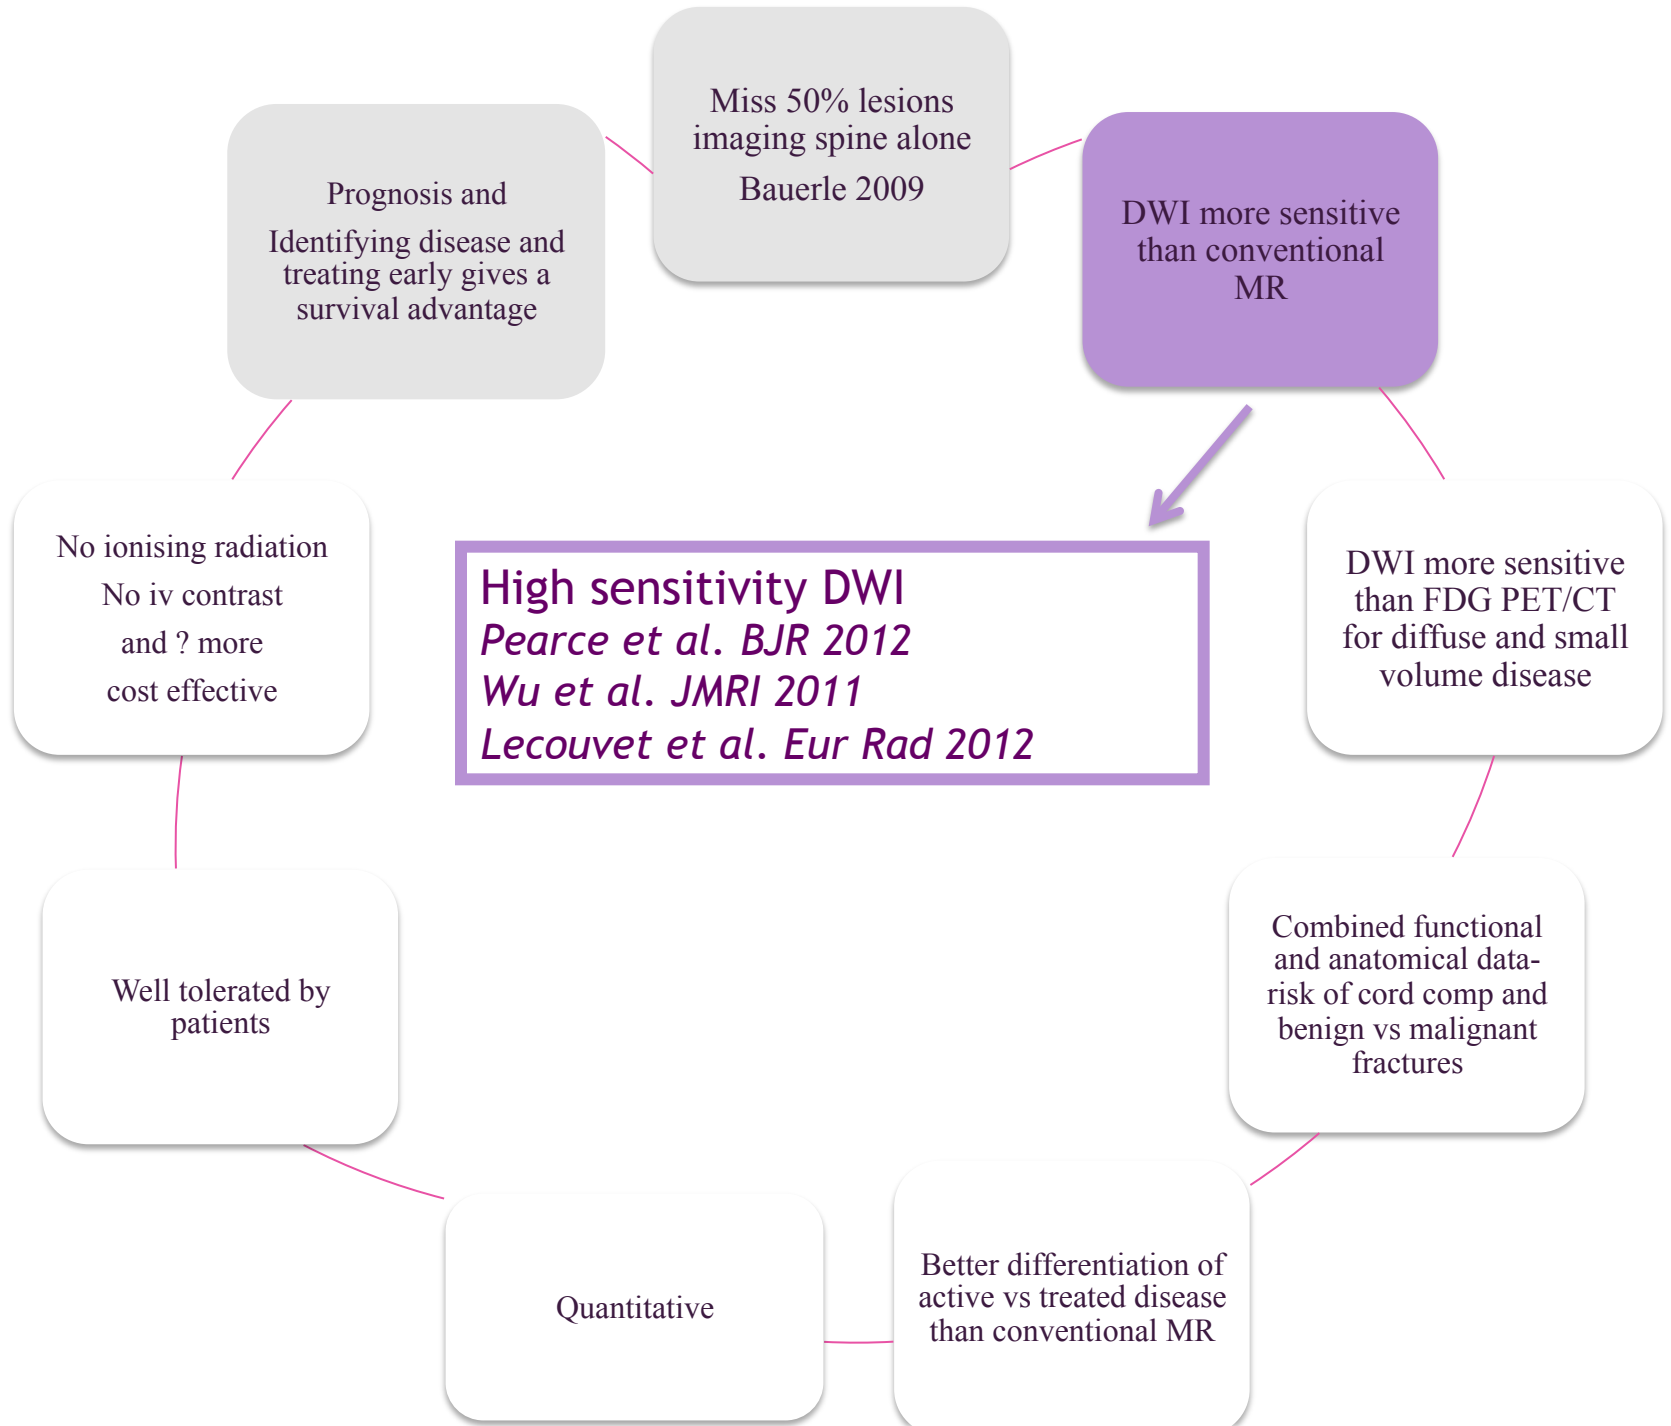 Miss 50% lesions
imaging spine alone
Bauerle 2009
DWI more sensitive
than conventional
MR
DWI more sensitive
than FDG PET/CT
for diffuse and small
volume disease
Combined functional
and anatomical data-
risk of cord comp and
benign vs malignant
fractures
Better differentiation of
active vs treated disease
than conventional MR
Quantitative
Well tolerated by
patients
No ionising radiation
No iv contrast
and ? more
cost effective
Prognosis and
Identifying disease and
treating early gives a
survival advantage
High sensitivity DWI
Pearce et al. BJR 2012
Wu et al. JMRI 2011
Lecouvet et al. Eur Rad 2012